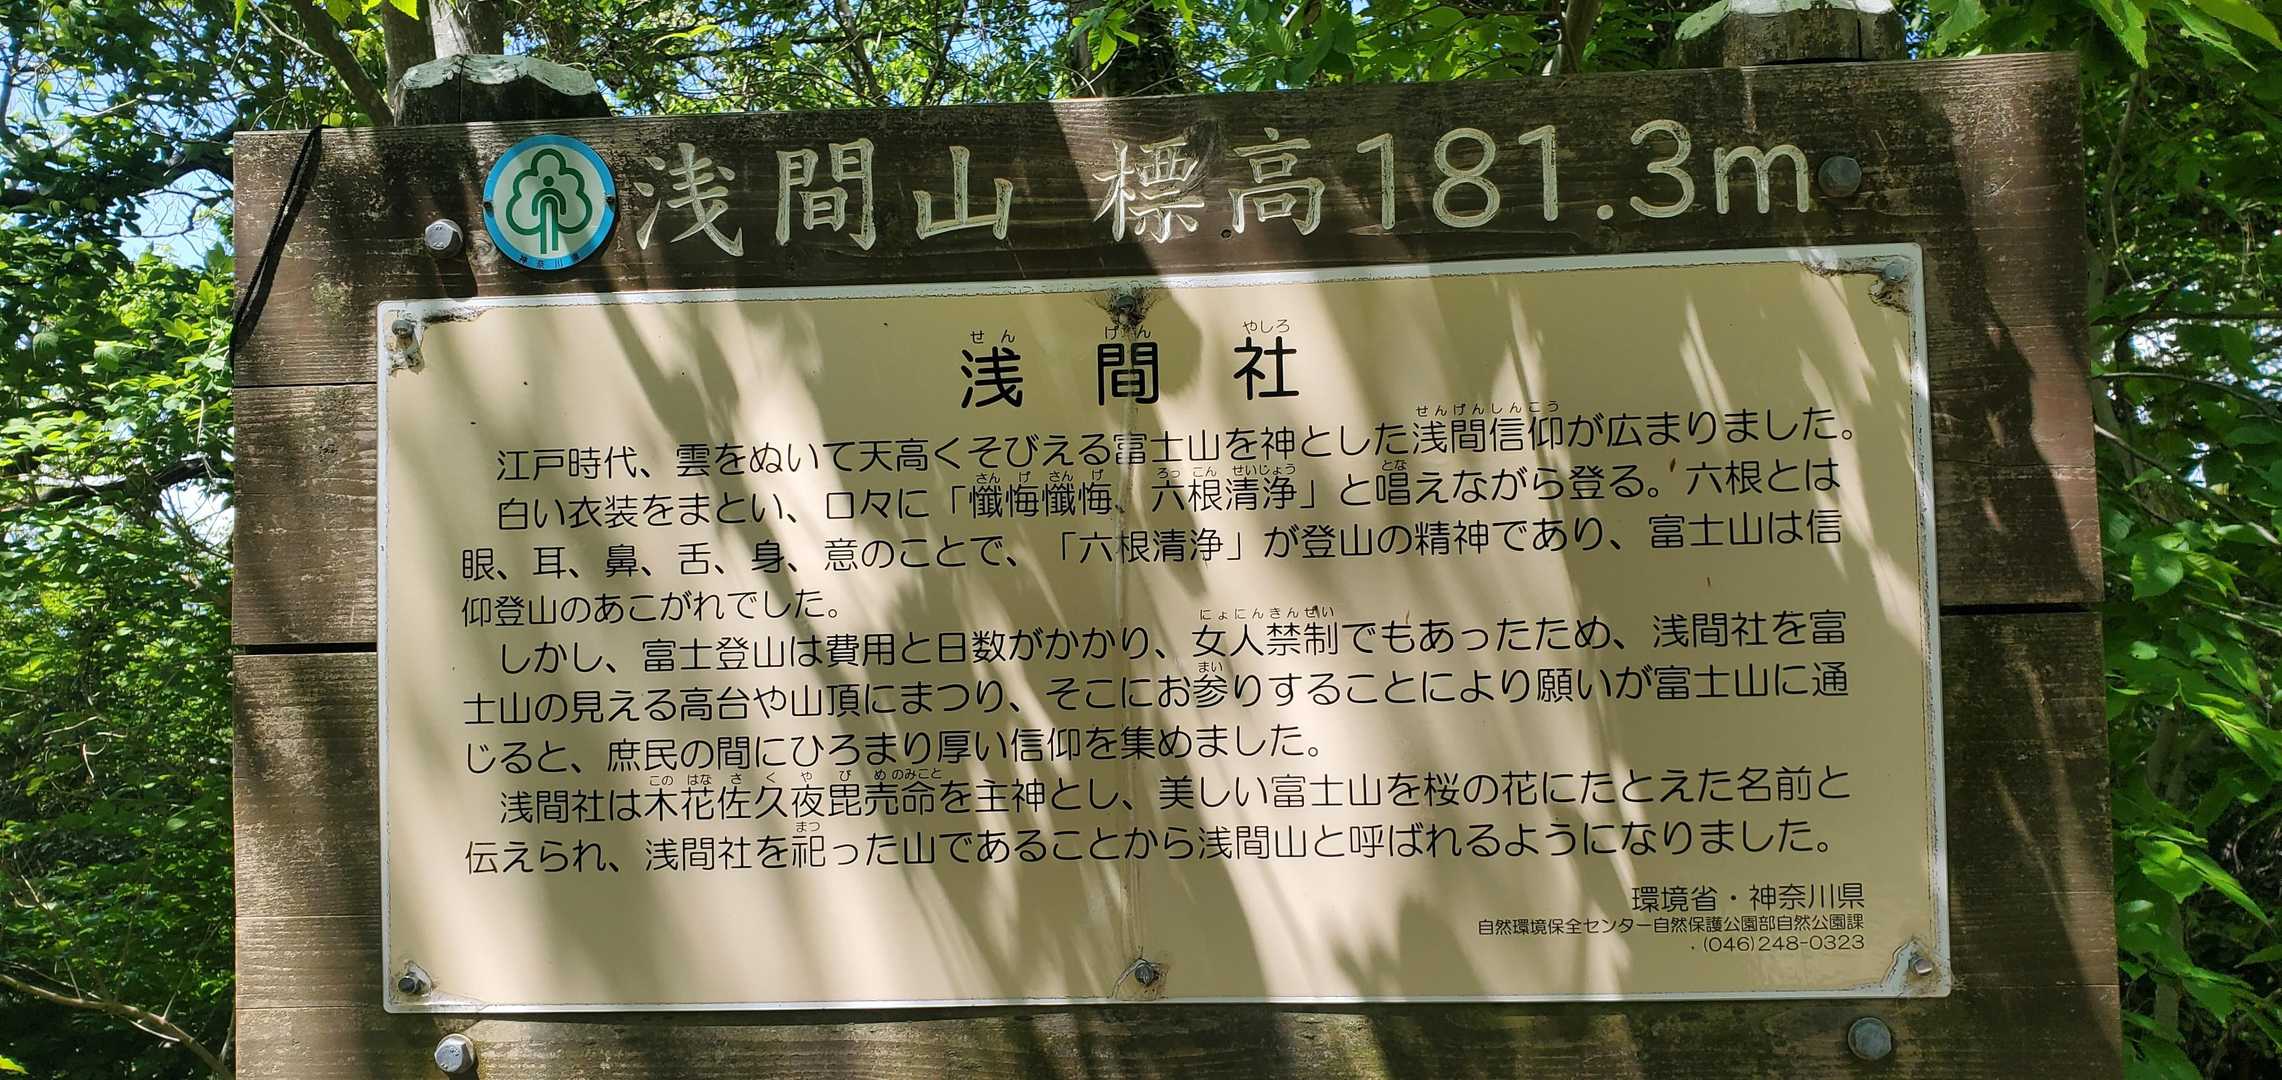 浅間山 標高181.3m
神奈川県
せん げん やしろ
浅間社
せんげんしんこう
江戸時代、雲をぬいて天高くそびえる富士山を神とした浅間信仰が広まりました。
さん げ さん げ ろっ こん せいじょう とな
白い衣装をまとい、口々に「懺悔懺悔、六根清浄」と唱えながら登る。六根とは
眼、耳、鼻、舌、身、意のことで、「六根清浄」が登山の精神であり、富士山は信
仰登山のあこがれでした。
にょにんきんせい
しかし、富士登山は費用と日数がかかり、女人禁制でもあったため、浅間社を富
まい
士山の見える高台や山頂にまつり、そこにお参りすることにより願いが富士山に通
じると、庶民の間にひろまり厚い信仰を集めました。
この はな さ く や び め のみこと
浅間社は木花佐久夜毘売命を主神とし、美しい富士山を桜の花にたとえた名前と
まつ
伝えられ、浅間社を祀った山であることから浅間山と呼ばれるようになりました。
環境省・神奈川県
自然環境保全センター自然保護公園部自然公園課
(046)248-0323